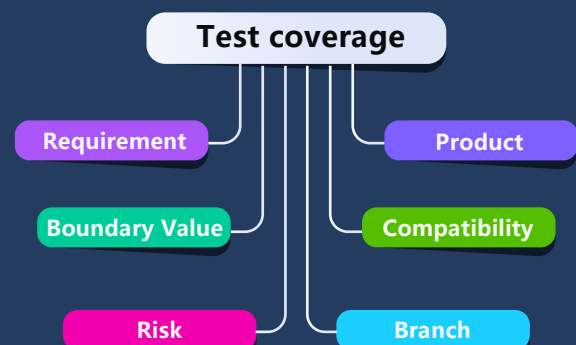 Test coverage
Requirement
Product
Boundary Value
Compatibility
Risk
Branch